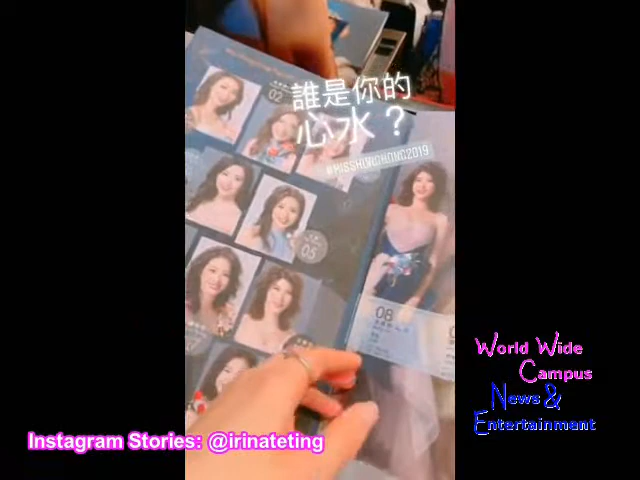 02
誰是你的
心水？
#MISSHONGKONG2019
05
08
World Wide
Campus
News &
Entertainment
Instagram Stories: @irinateting